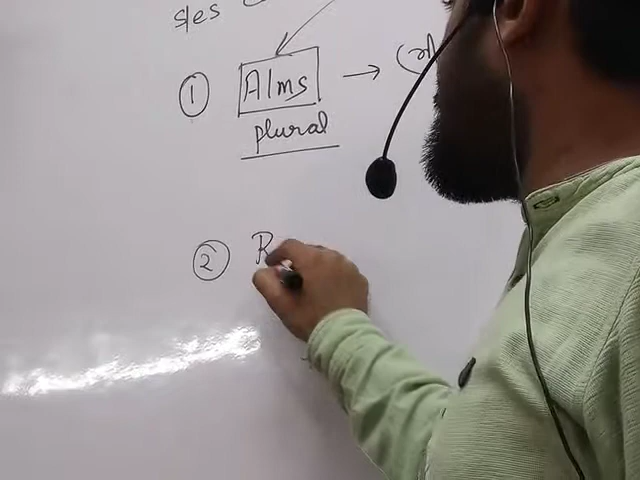 s/es
① Alms →
plural
② R